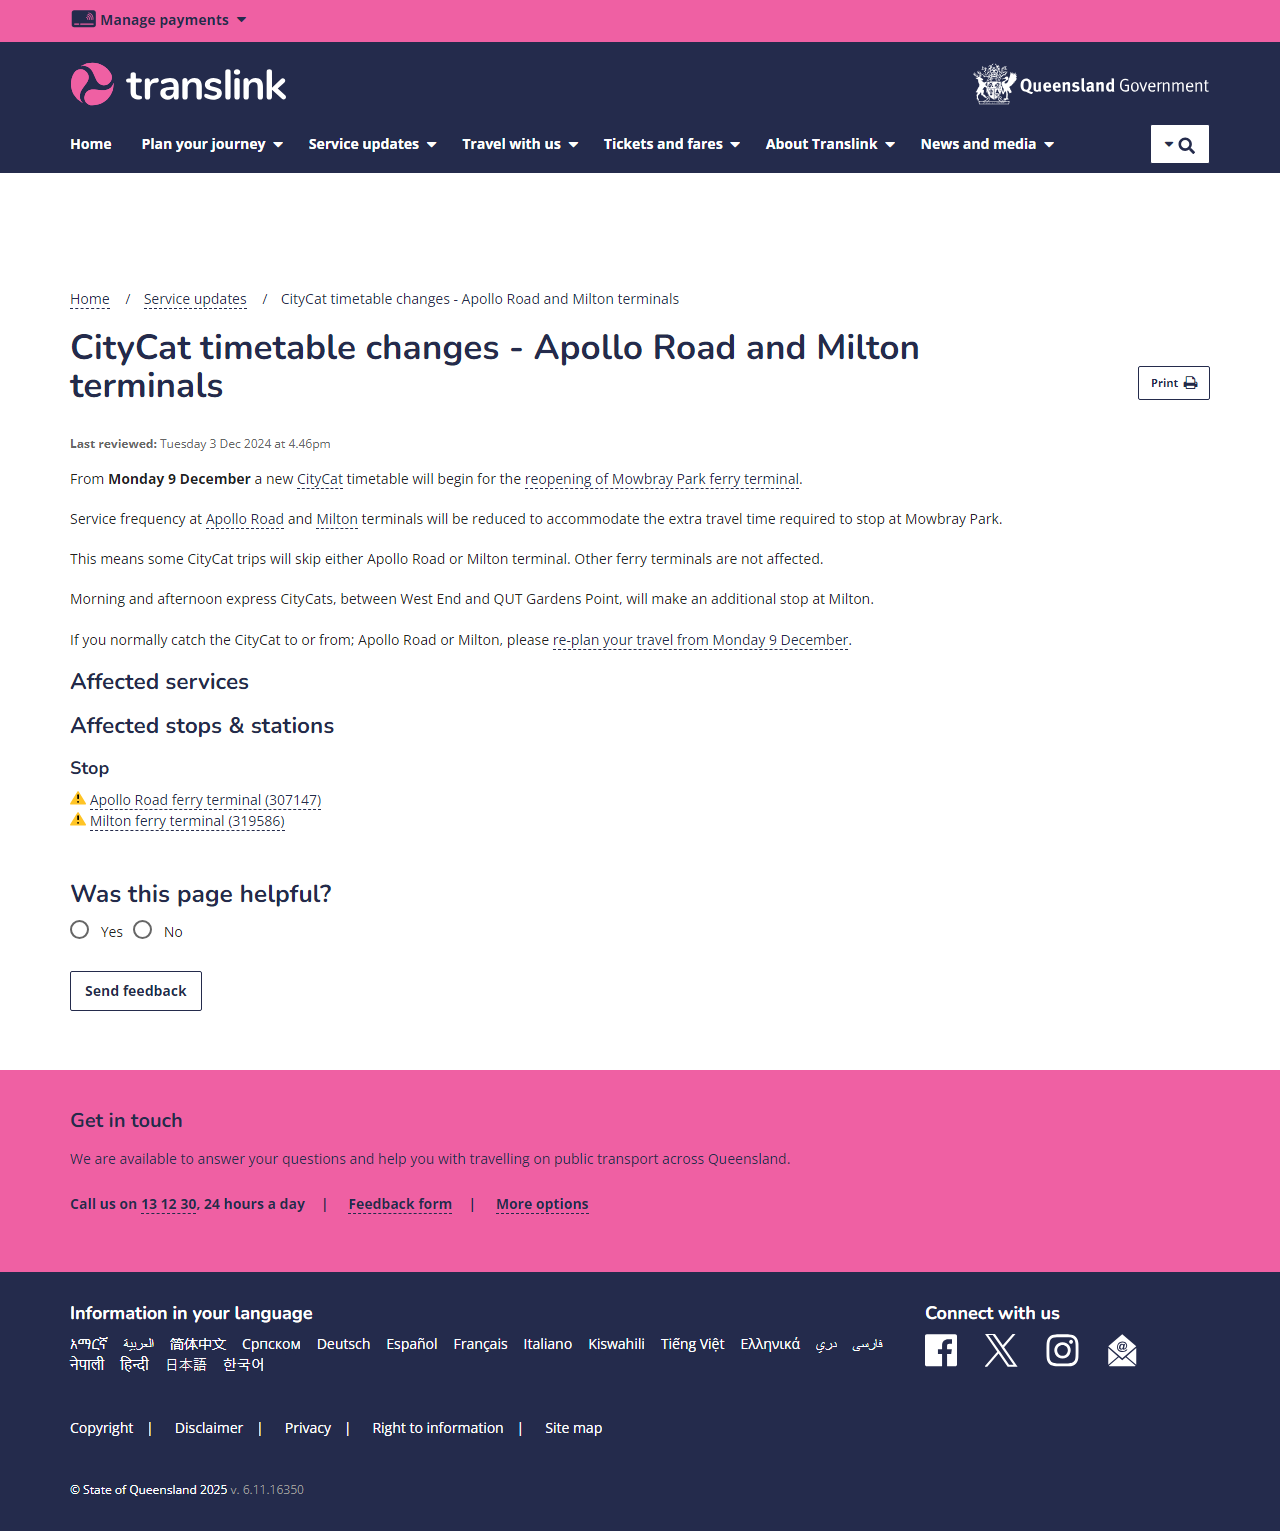 Manage payments
translink
Queensland Government
Home Plan your journey Service updates Travel with us Tickets and fares About Translink News and media
Home / Service updates / CityCat timetable changes - Apollo Road and Milton terminals
CityCat timetable changes - Apollo Road and Milton
terminals
Print
Last reviewed: Tuesday 3 Dec 2024 at 4.46pm
From Monday 9 December a new CityCat timetable will begin for the reopening of Mowbray Park ferry terminal.
Service frequency at Apollo Road and Milton terminals will be reduced to accommodate the extra travel time required to stop at Mowbray Park.
This means some CityCat trips will skip either Apollo Road or Milton terminal. Other ferry terminals are not affected.
Morning and afternoon express CityCats, between West End and QUT Gardens Point, will make an additional stop at Milton.
If you normally catch the CityCat to or from; Apollo Road or Milton, please re-plan your travel from Monday 9 December.
Affected services
Affected stops & stations
Stop
Apollo Road ferry terminal (307147)
Milton ferry terminal (319586)
Was this page helpful?
Yes No
Send feedback
Get in touch
We are available to answer your questions and help you with travelling on public transport across Queensland.
Call us on 13 12 30, 24 hours a day | Feedback form | More options
Information in your language
Connect with us
አማርኛ العربية 简体中文 Српском Deutsch Español Français Italiano Kiswahili Tiếng Việt Ελληνικά دری فارسی
नेपाली हिन्दी 日本語 한국어
Copyright | Disclaimer | Privacy | Right to information | Site map
© State of Queensland 2025 v. 6.11.16350